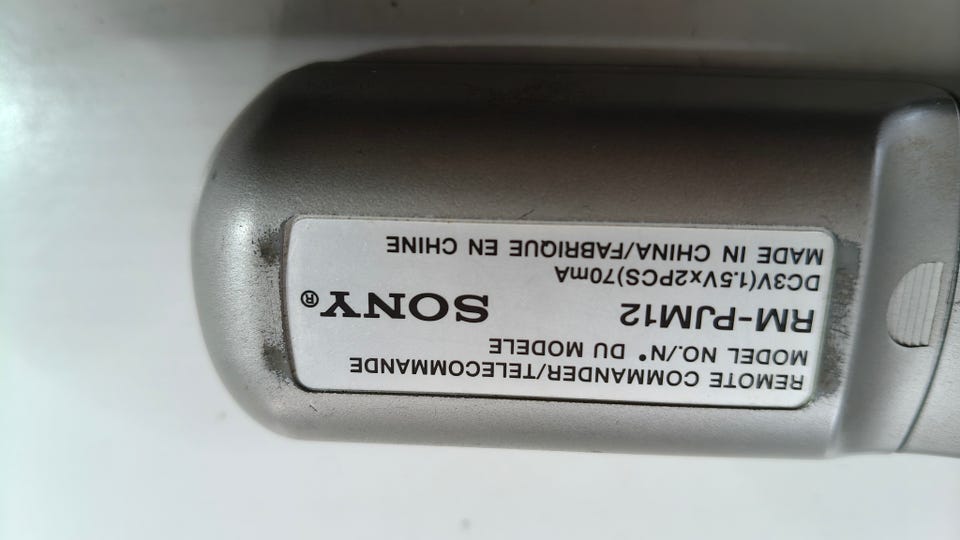 REMOTE COMMANDER/TELECOMMANDE
MODEL NO./N° DU MODELE
RM-PJM12 SONY®
DC3V(1.5Vx2PCS)70mA
MADE IN CHINA/FABRIQUE EN CHINE